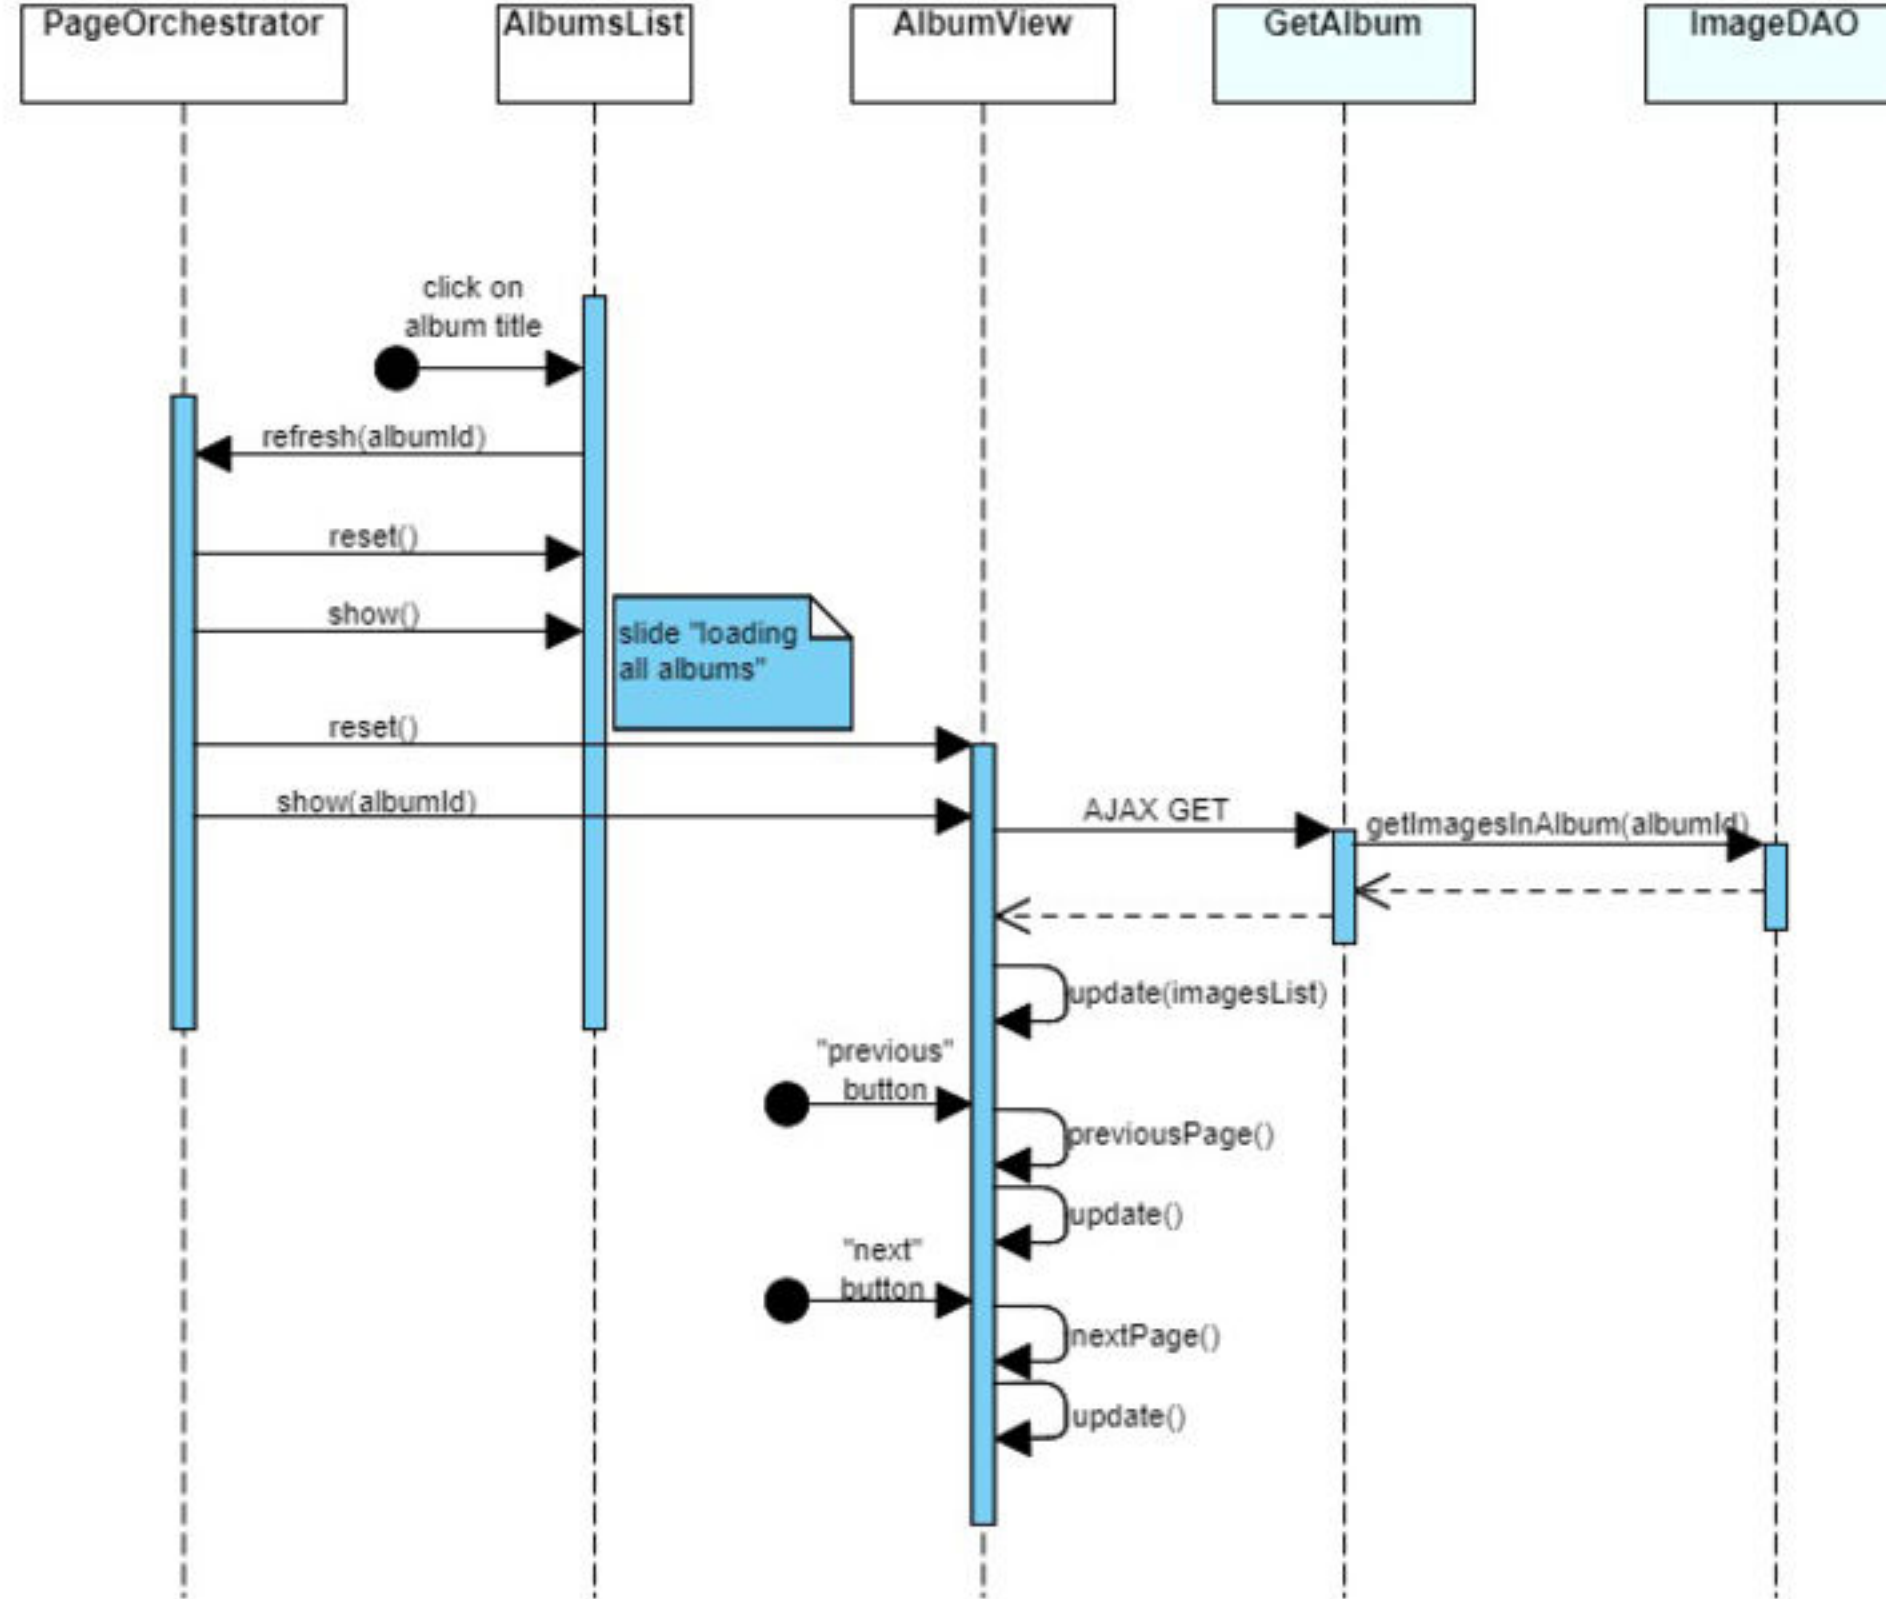 PageOrchestrator
AlbumsList
AlbumView
GetAlbum
ImageDAO
click on
album title
refresh(albumId)
reset()
show()
slide "loading
all albums"
reset()
show(albumId)
AJAX GET
getImagesInAlbum(albumId)
update(imagesList)
"previous"
button
previousPage()
update()
"next"
button
nextPage()
update()